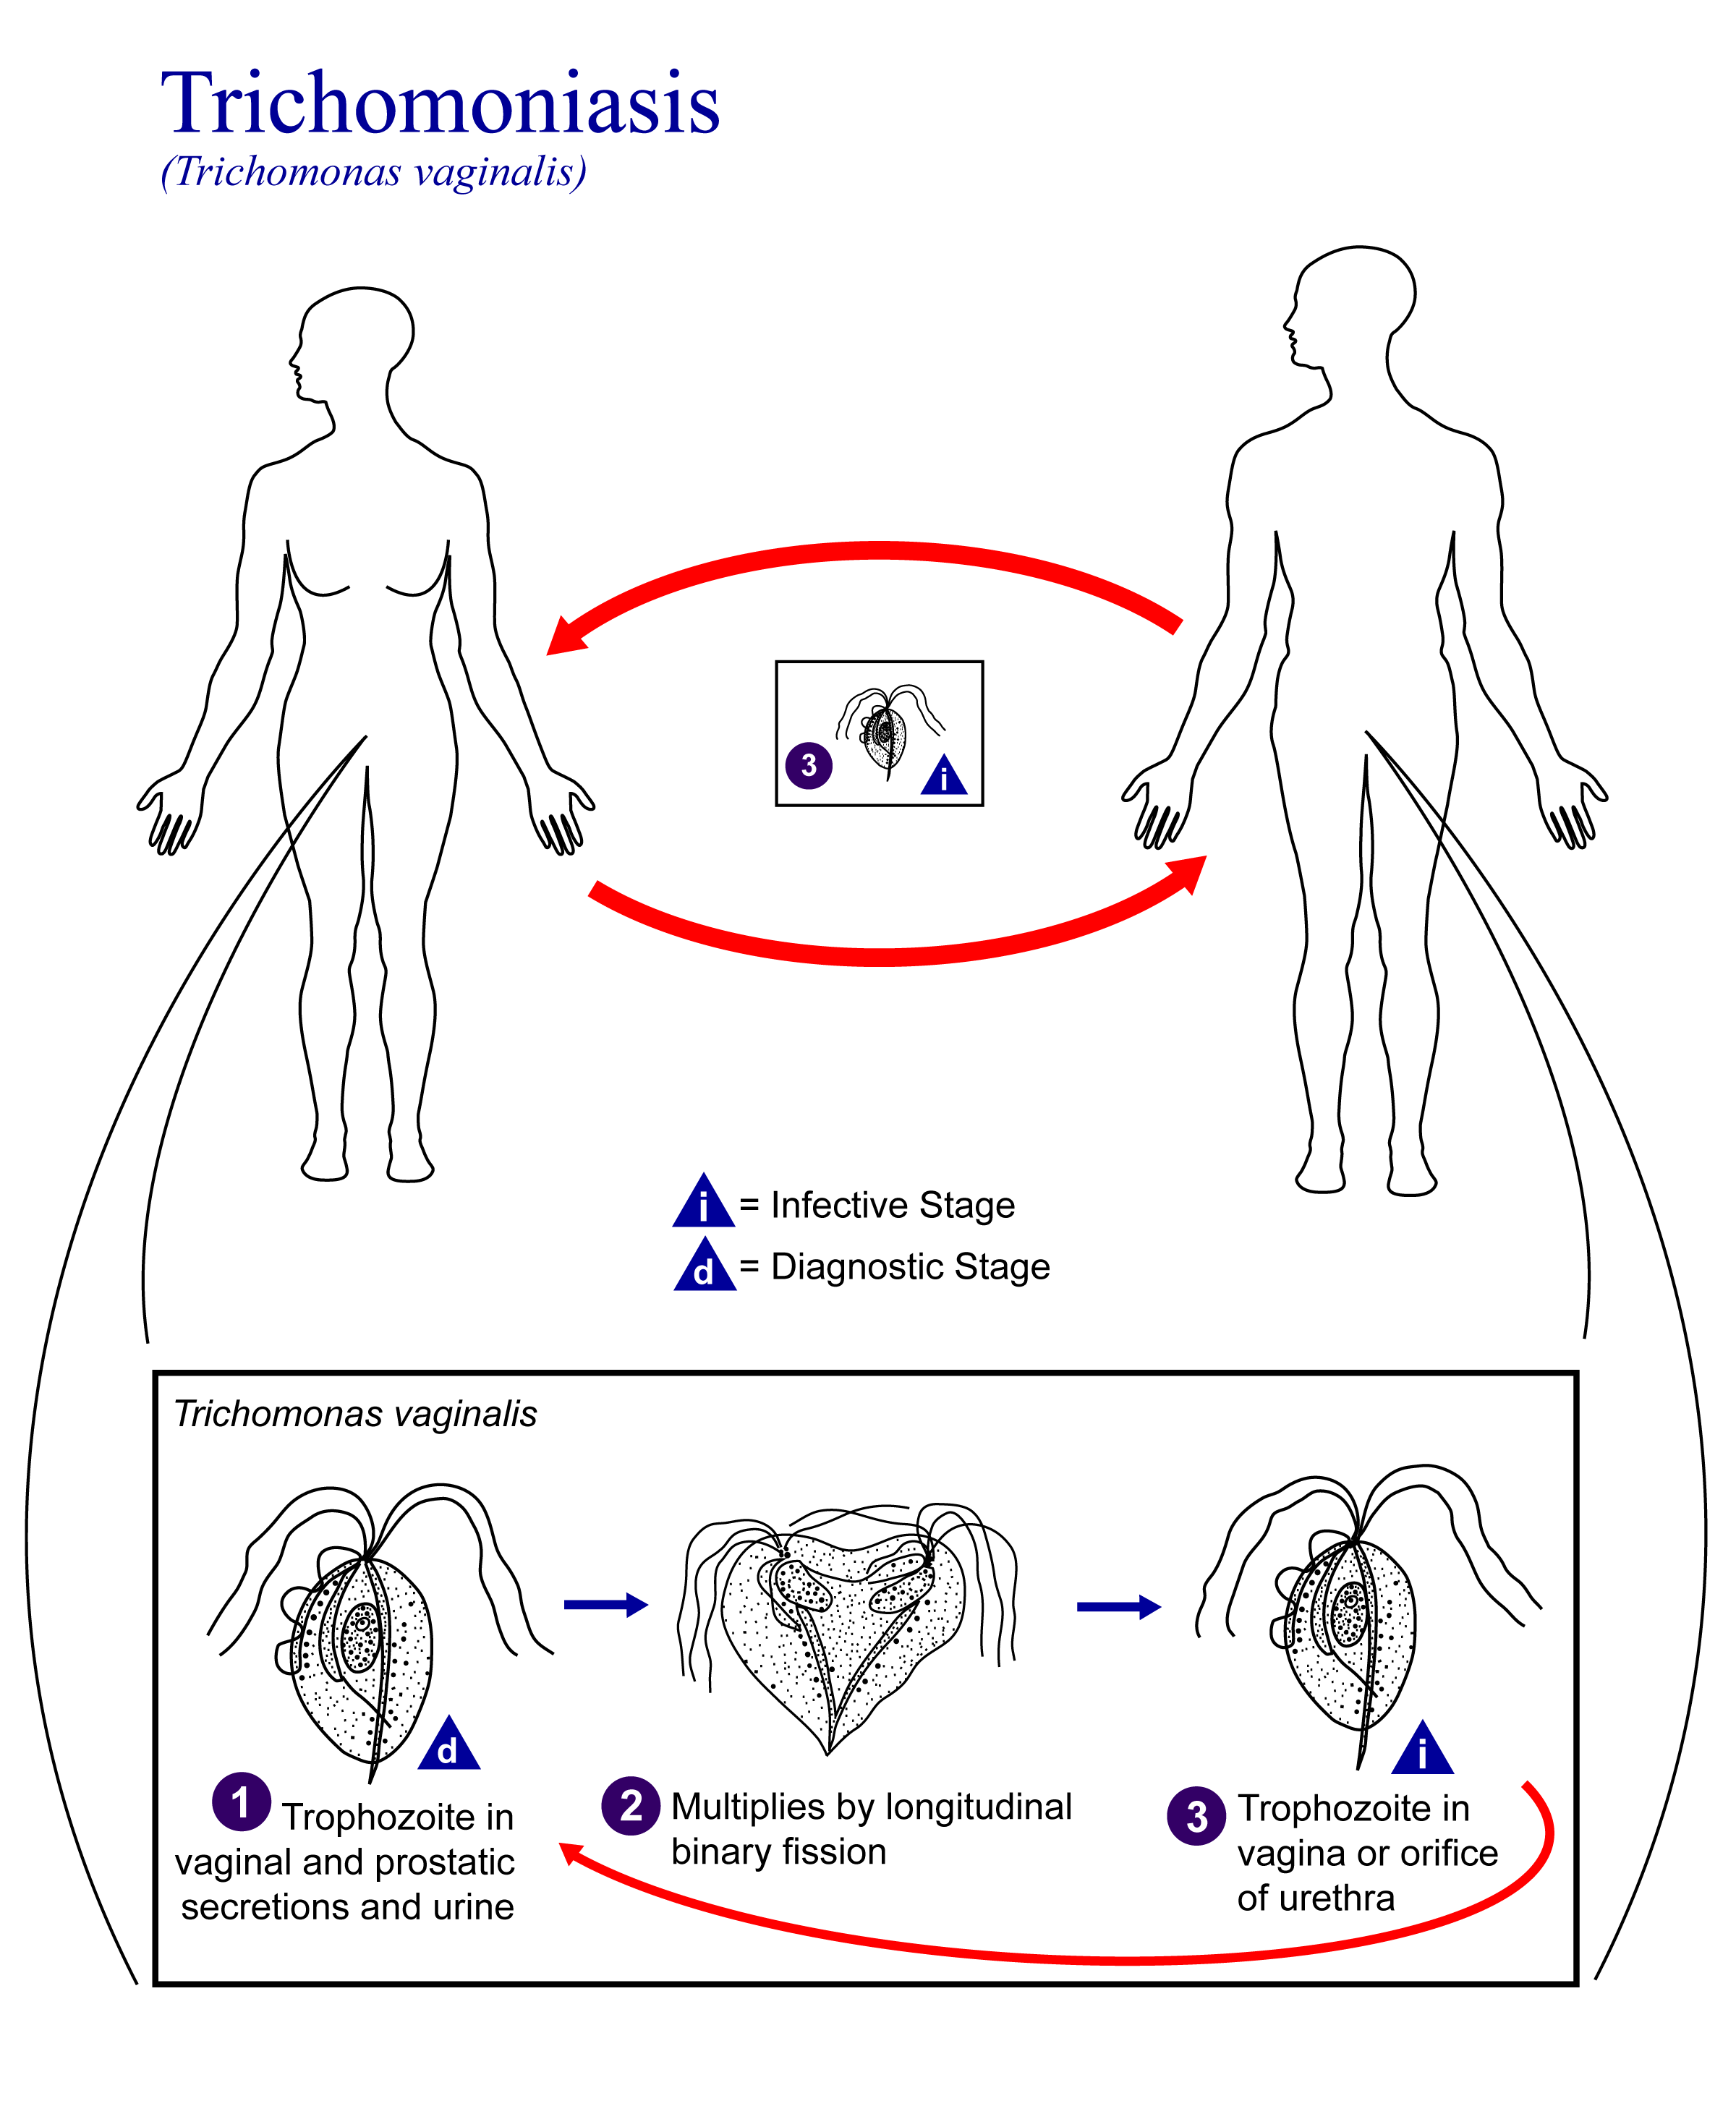 Trichomoniasis
(Trichomonas vaginalis)
3
i
i = Infective Stage
d = Diagnostic Stage
Trichomonas vaginalis
d
i
1 Trophozoite in
vaginal and prostatic
secretions and urine
2 Multiplies by longitudinal
binary fission
3 Trophozoite in
vagina or orifice
of urethra